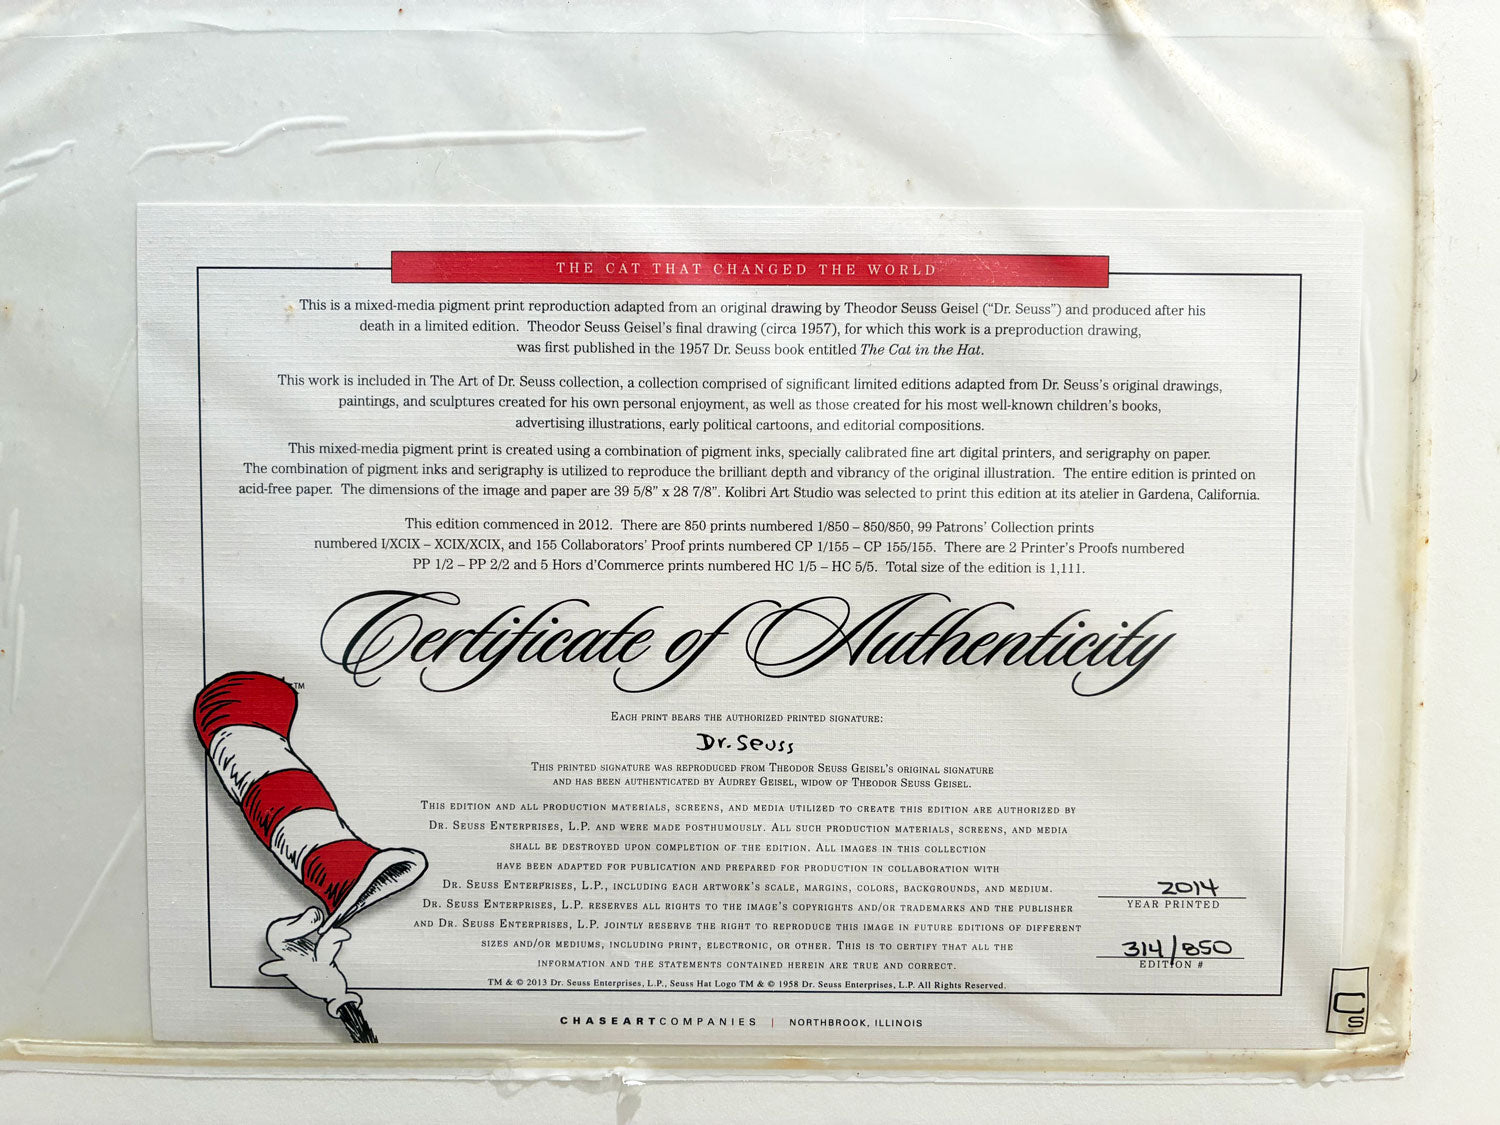 THE CAT THAT CHANGED THE WORLD
This is a mixed-media pigment print reproduction adapted from an original drawing by Theodor Seuss Geisel (“Dr. Seuss”) and produced after his
death in a limited edition. Theodor Seuss Geisel’s final drawing (circa 1957), for which this work is a preproduction drawing,
was first published in the 1957 Dr. Seuss book entitled The Cat in the Hat.
This work is included in The Art of Dr. Seuss collection, a collection comprised of significant limited editions adapted from Dr. Seuss’s original drawings,
paintings, and sculptures created for his own personal enjoyment, as well as those created for his most well-known children’s books,
advertising illustrations, early political cartoons, and editorial compositions.
This mixed-media pigment print is created using a combination of pigment inks, specially calibrated fine art digital printers, and serigraphy on paper.
The combination of pigment inks and serigraphy is utilized to reproduce the brilliant depth and vibrancy of the original illustration. The entire edition is printed on
acid-free paper. The dimensions of the image and paper are 39 5/8” x 28 7/8”. Kolibri Art Studio was selected to print this edition at its atelier in Gardena, California.
This edition commenced in 2012. There are 850 prints numbered 1/850 – 850/850, 99 Patrons’ Collection prints
numbered I/XCIX – XCIX/XCIX, and 155 Collaborators’ Proof prints numbered CP 1/155 – CP 155/155. There are 2 Printer’s Proofs numbered
PP 1/2 – PP 2/2 and 5 Hors d’Commerce prints numbered HC 1/5 – HC 5/5. Total size of the edition is 1,111.
Certificate of Authenticity
TM
Each print bears the authorized printed signature:
Dr. Seuss
This printed signature was reproduced from Theodor Seuss Geisel’s original signature
and has been authenticated by Audrey Geisel, widow of Theodor Seuss Geisel.
This edition and all production materials, screens, and media utilized to create this edition are authorized by
Dr. Seuss Enterprises, L.P. and were made posthumously. All such production materials, screens, and media
shall be destroyed upon completion of the edition. All images in this collection
have been adapted for publication and prepared for production in collaboration with
Dr. Seuss Enterprises, L.P., including each artwork’s scale, margins, colors, backgrounds, and medium.
Dr. Seuss Enterprises, L.P. reserves all rights to the image’s copyrights and/or trademarks and the publisher
and Dr. Seuss Enterprises, L.P. jointly reserve the right to reproduce this image in future editions of different
sizes and/or mediums, including print, electronic, or other. This is to certify that all the
information and the statements contained herein are true and correct.
TM & © 2013 Dr. Seuss Enterprises, L.P., Seuss Hat Logo TM & © 1958 Dr. Seuss Enterprises, L.P. All Rights Reserved.
2014
YEAR PRINTED
314/850
EDITION #
CHASEARTCOMPANIES | NORTHBROOK, ILLINOIS
CS